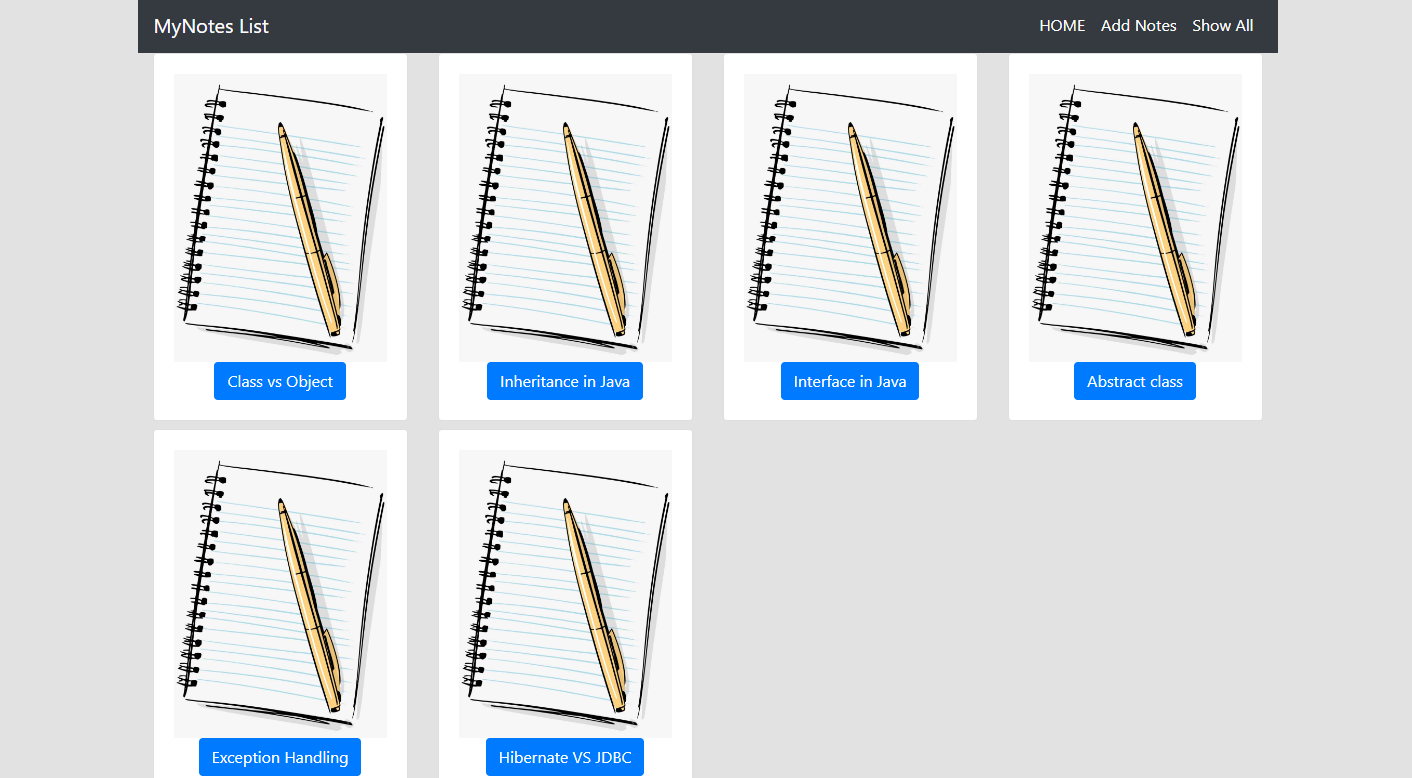 MyNotes List
HOME Add Notes Show All
Class vs Object
Inheritance in Java
Interface in Java
Abstract class
Exception Handling
Hibernate VS JDBC